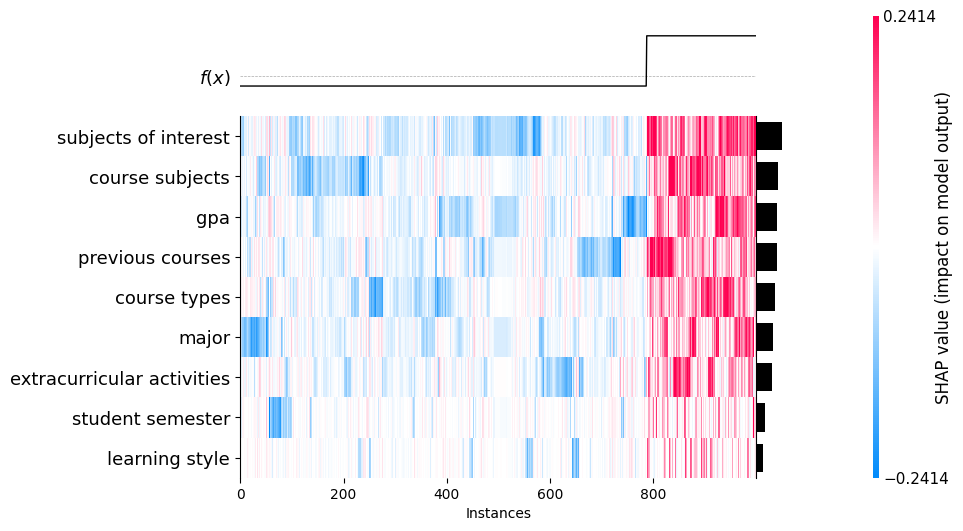 0.2414
f(x)
subjects of interest
course subjects
gpa
previous courses
course types
major
extracurricular activities
student semester
learning style
0 200 400 600 800
Instances
−0.2414
SHAP value (impact on model output)